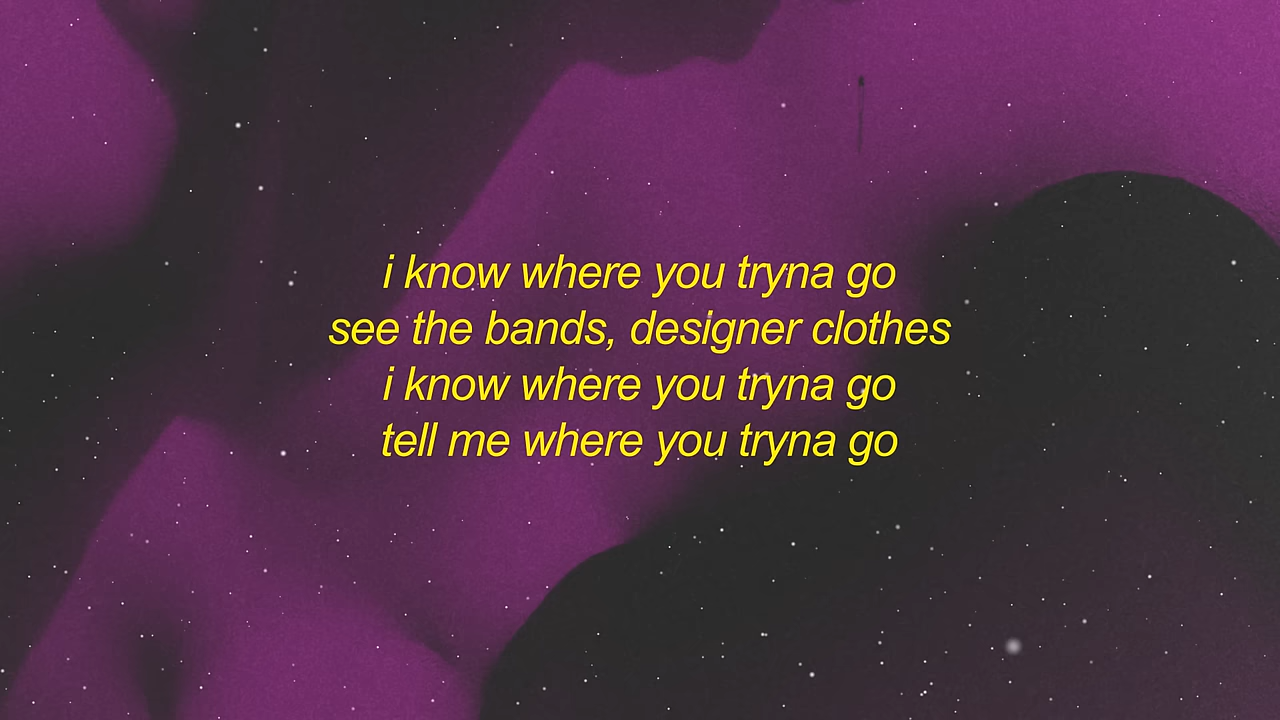 i know where you tryna go
see the bands, designer clothes
i know where you tryna go
tell me where you tryna go